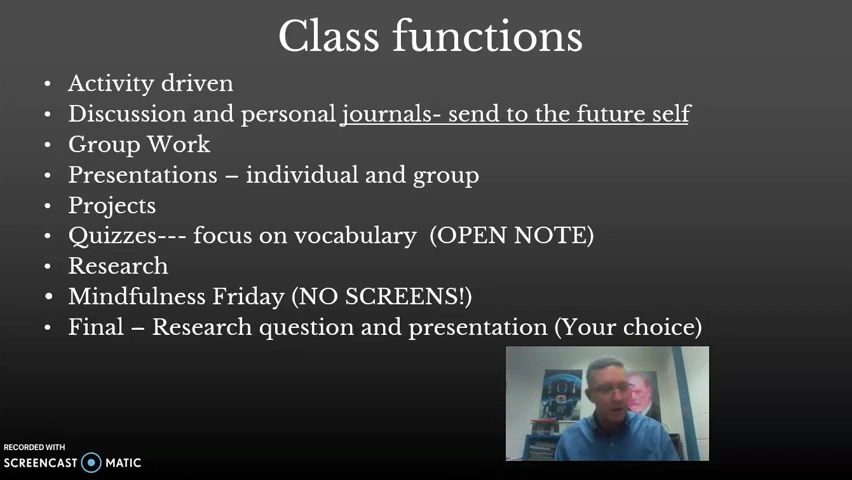 Class functions
• Activity driven
• Discussion and personal journals- send to the future self
• Group Work
• Presentations – individual and group
• Projects
• Quizzes--- focus on vocabulary (OPEN NOTE)
• Research
• Mindfulness Friday (NO SCREENS!)
• Final – Research question and presentation (Your choice)
RECORDED WITH
SCREENCAST MATIC